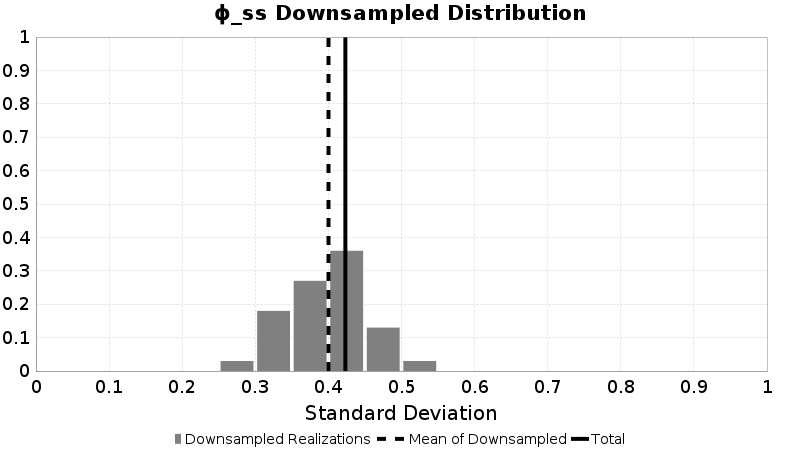 ϕ_ss Downsampled Distribution
1
0.9
0.8
0.7
0.6
0.5
0.4
0.3
0.2
0.1
0
0 0.1 0.2 0.3 0.4 0.5 0.6 0.7 0.8 0.9 1
Standard Deviation
Downsampled Realizations Mean of Downsampled Total